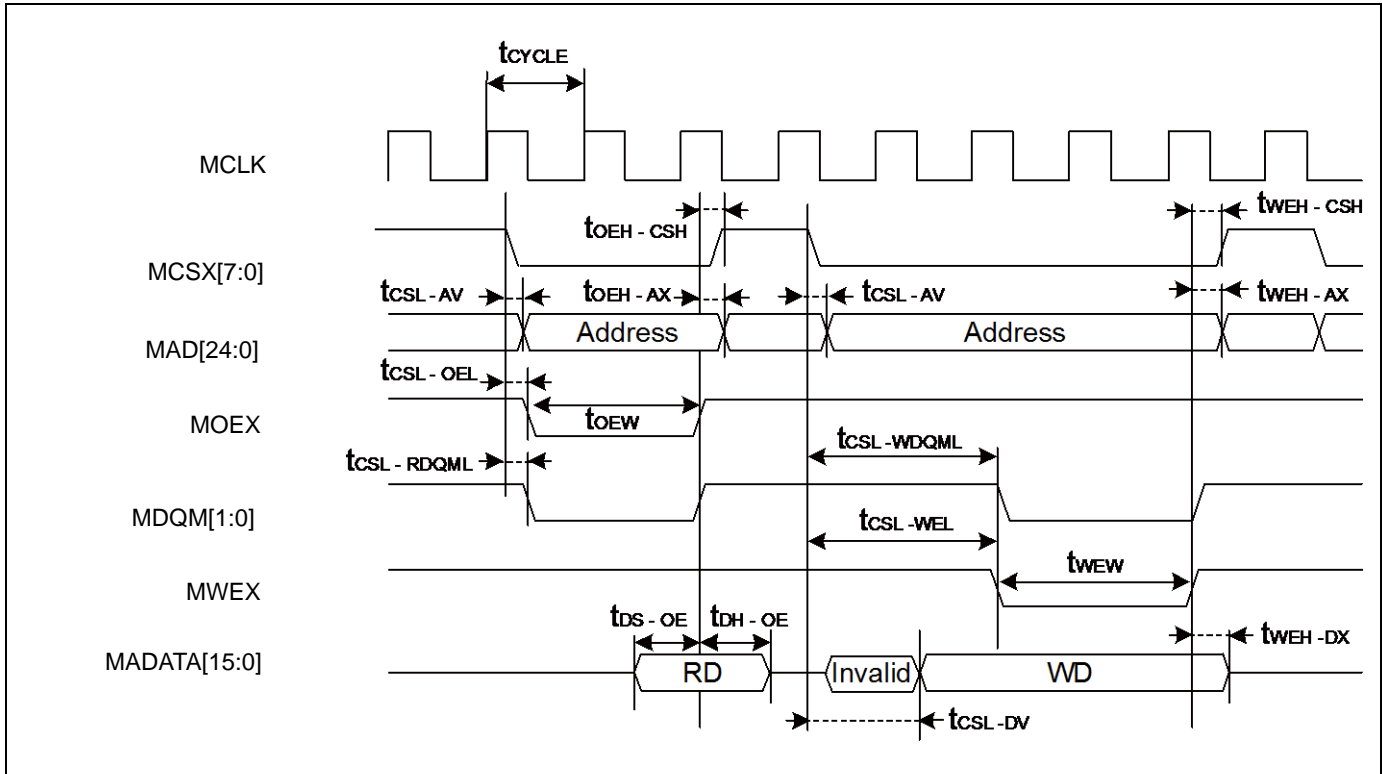 tCYCLE
MCLK
tOEH - CSH
tWEH - CSH
MCSX[7:0]
tCSL - AV
tOEH - AX
tCSL - AV
tWEH - AX
MAD[24:0]
Address
Address
tCSL - OEL
MOEX
tOEW
tCSL -WDQML
tCSL - RDQML
MDQM[1:0]
tCSL -WEL
tWEW
MWEX
tDS - OE
tDH - OE
tWEH -DX
MADATA[15:0]
RD
Invalid
WD
tCSL -DV